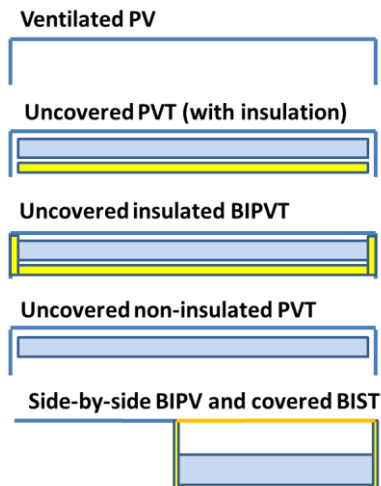 Ventilated PV
Uncovered PVT (with insulation)
Uncovered insulated BIPVT
Uncovered non-insulated PVT
Side-by-side BIPV and covered BIST